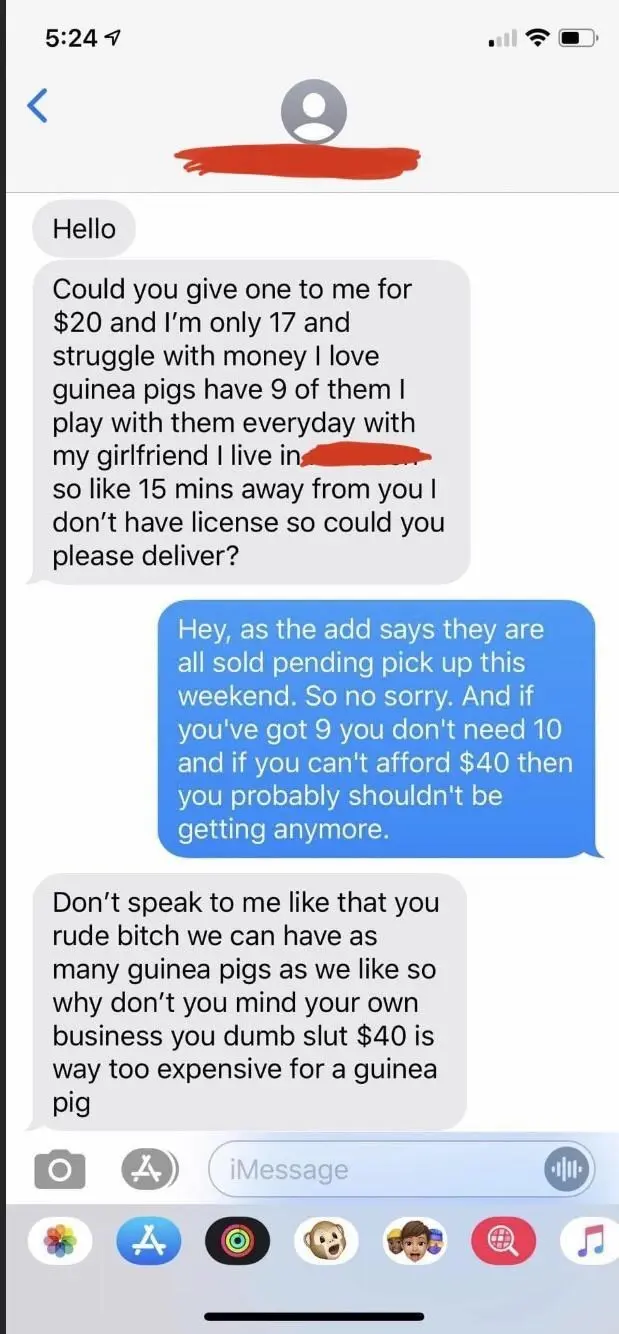 5:24
Hello
Could you give one to me for
$20 and I'm only 17 and
struggle with money I love
guinea pigs have 9 of them I
play with them everyday with
my girlfriend I live in
so like 15 mins away from you I
don't have license so could you
please deliver?
Hey, as the add says they are
all sold pending pick up this
weekend. So no sorry. And if
you've got 9 you don't need 10
and if you can't afford $40 then
you probably shouldn't be
getting anymore.
Don't speak to me like that you
rude bitch we can have as
many guinea pigs as we like so
why don't you mind your own
business you dumb slut $40 is
way too expensive for a guinea
pig
iMessage